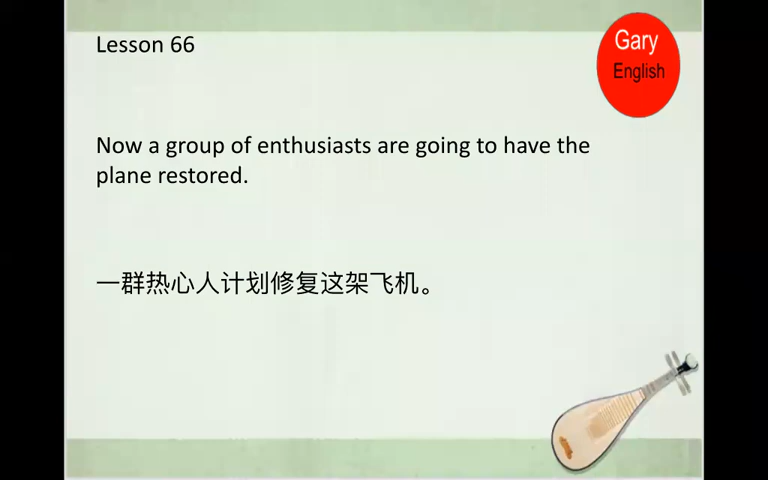 Lesson 66
Gary
English
Now a group of enthusiasts are going to have the
plane restored.
一群热心人计划修复这架飞机。